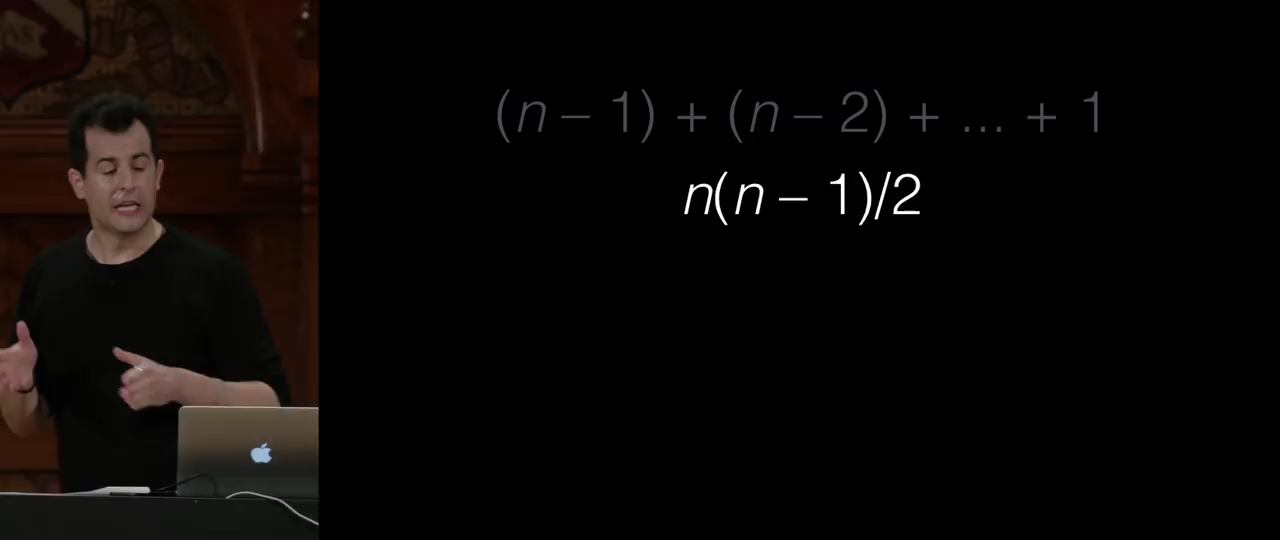 (n – 1) + (n – 2) + ... + 1
n(n – 1)/2